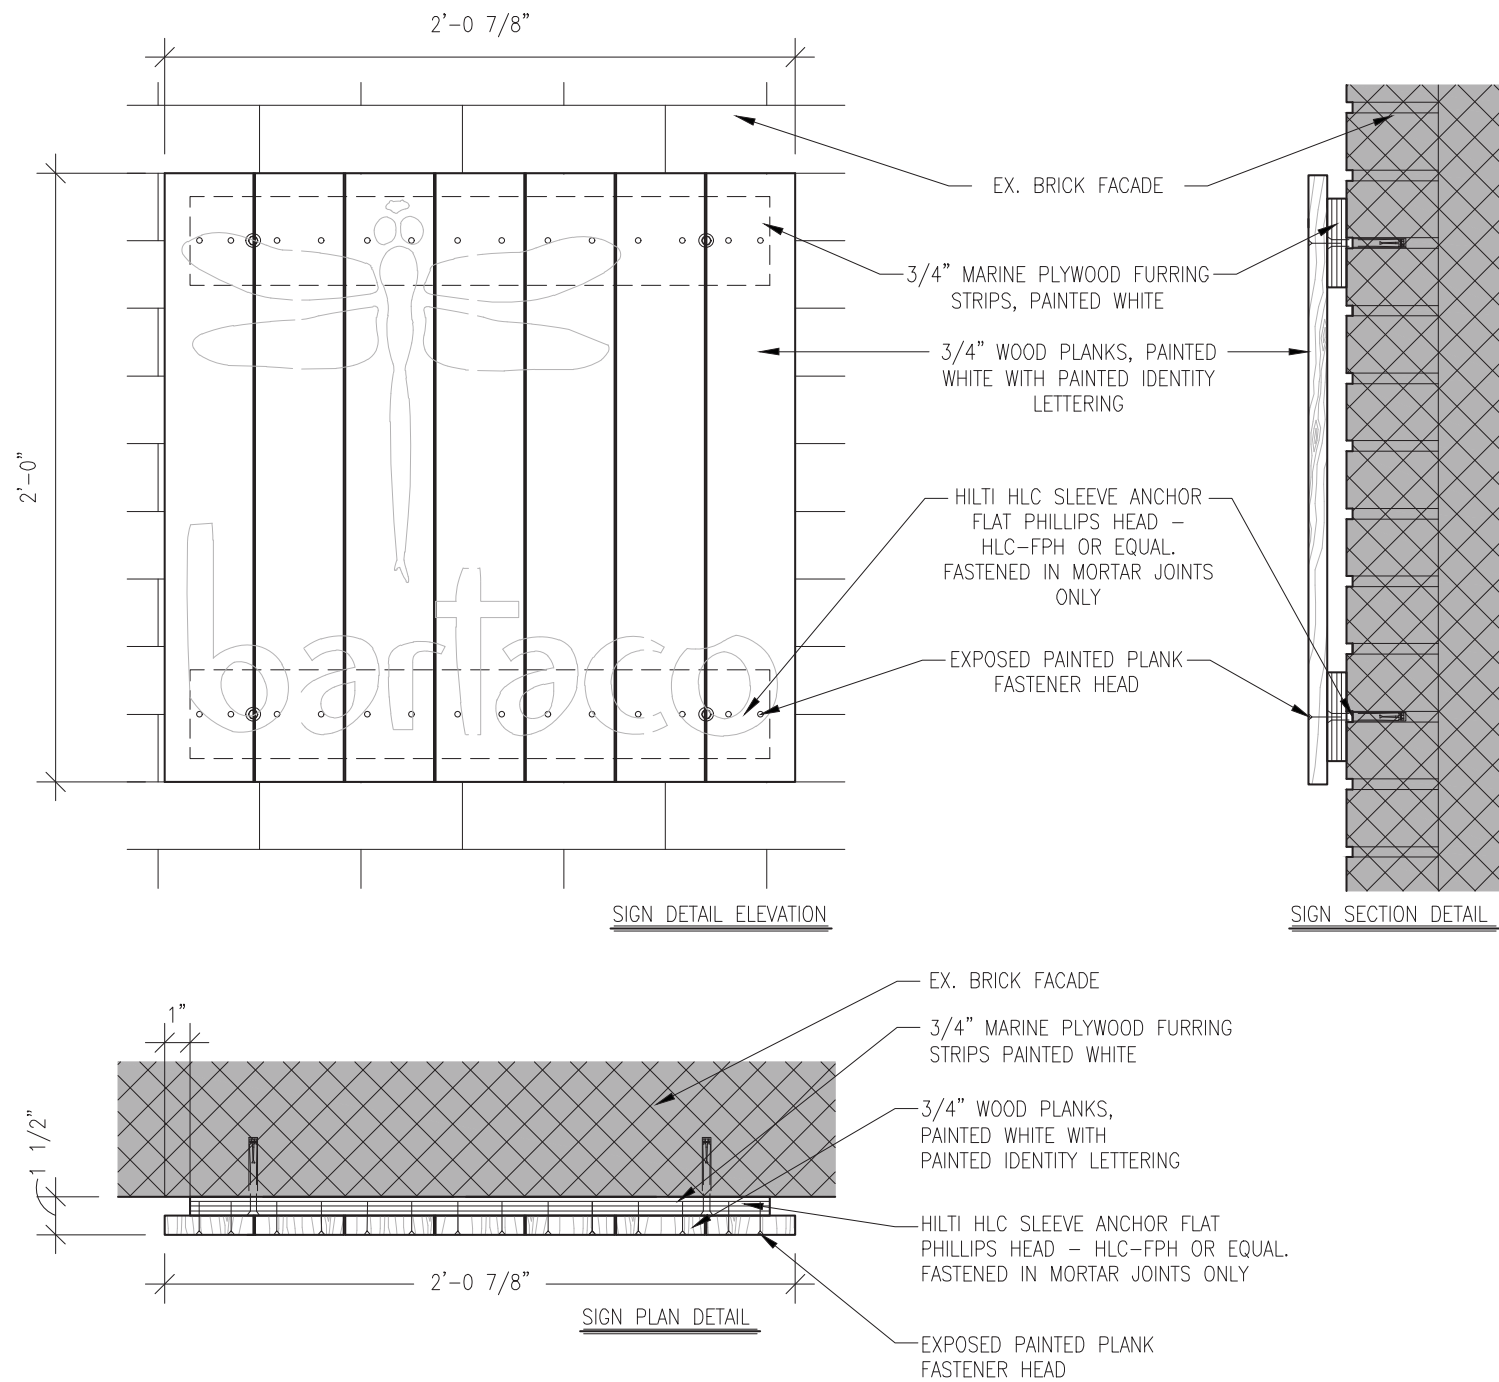 2'-0 7/8"
2'-0"
EX. BRICK FACADE
3/4" MARINE PLYWOOD FURRING
STRIPS, PAINTED WHITE
3/4" WOOD PLANKS, PAINTED
WHITE WITH PAINTED IDENTITY
LETTERING
HILTI HLC SLEEVE ANCHOR
FLAT PHILLIPS HEAD –
HLC–FPH OR EQUAL.
FASTENED IN MORTAR JOINTS
ONLY
EXPOSED PAINTED PLANK
FASTENER HEAD
bartaco
SIGN DETAIL ELEVATION
SIGN SECTION DETAIL
1"
1 1/2"
EX. BRICK FACADE
3/4" MARINE PLYWOOD FURRING
STRIPS PAINTED WHITE
3/4" WOOD PLANKS,
PAINTED WHITE WITH
PAINTED IDENTITY LETTERING
HILTI HLC SLEEVE ANCHOR FLAT
PHILLIPS HEAD – HLC–FPH OR EQUAL.
FASTENED IN MORTAR JOINTS ONLY
2'-0 7/8"
SIGN PLAN DETAIL
EXPOSED PAINTED PLANK
FASTENER HEAD